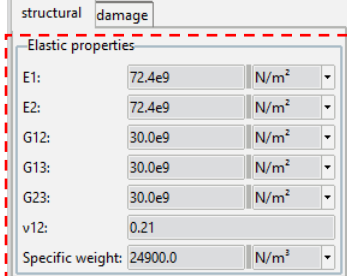 structural damage
Elastic properties
E1: 72.4e9 N/m²
E2: 72.4e9 N/m²
G12: 30.0e9 N/m²
G13: 30.0e9 N/m²
G23: 30.0e9 N/m²
v12: 0.21
Specific weight: 24900.0 N/m³